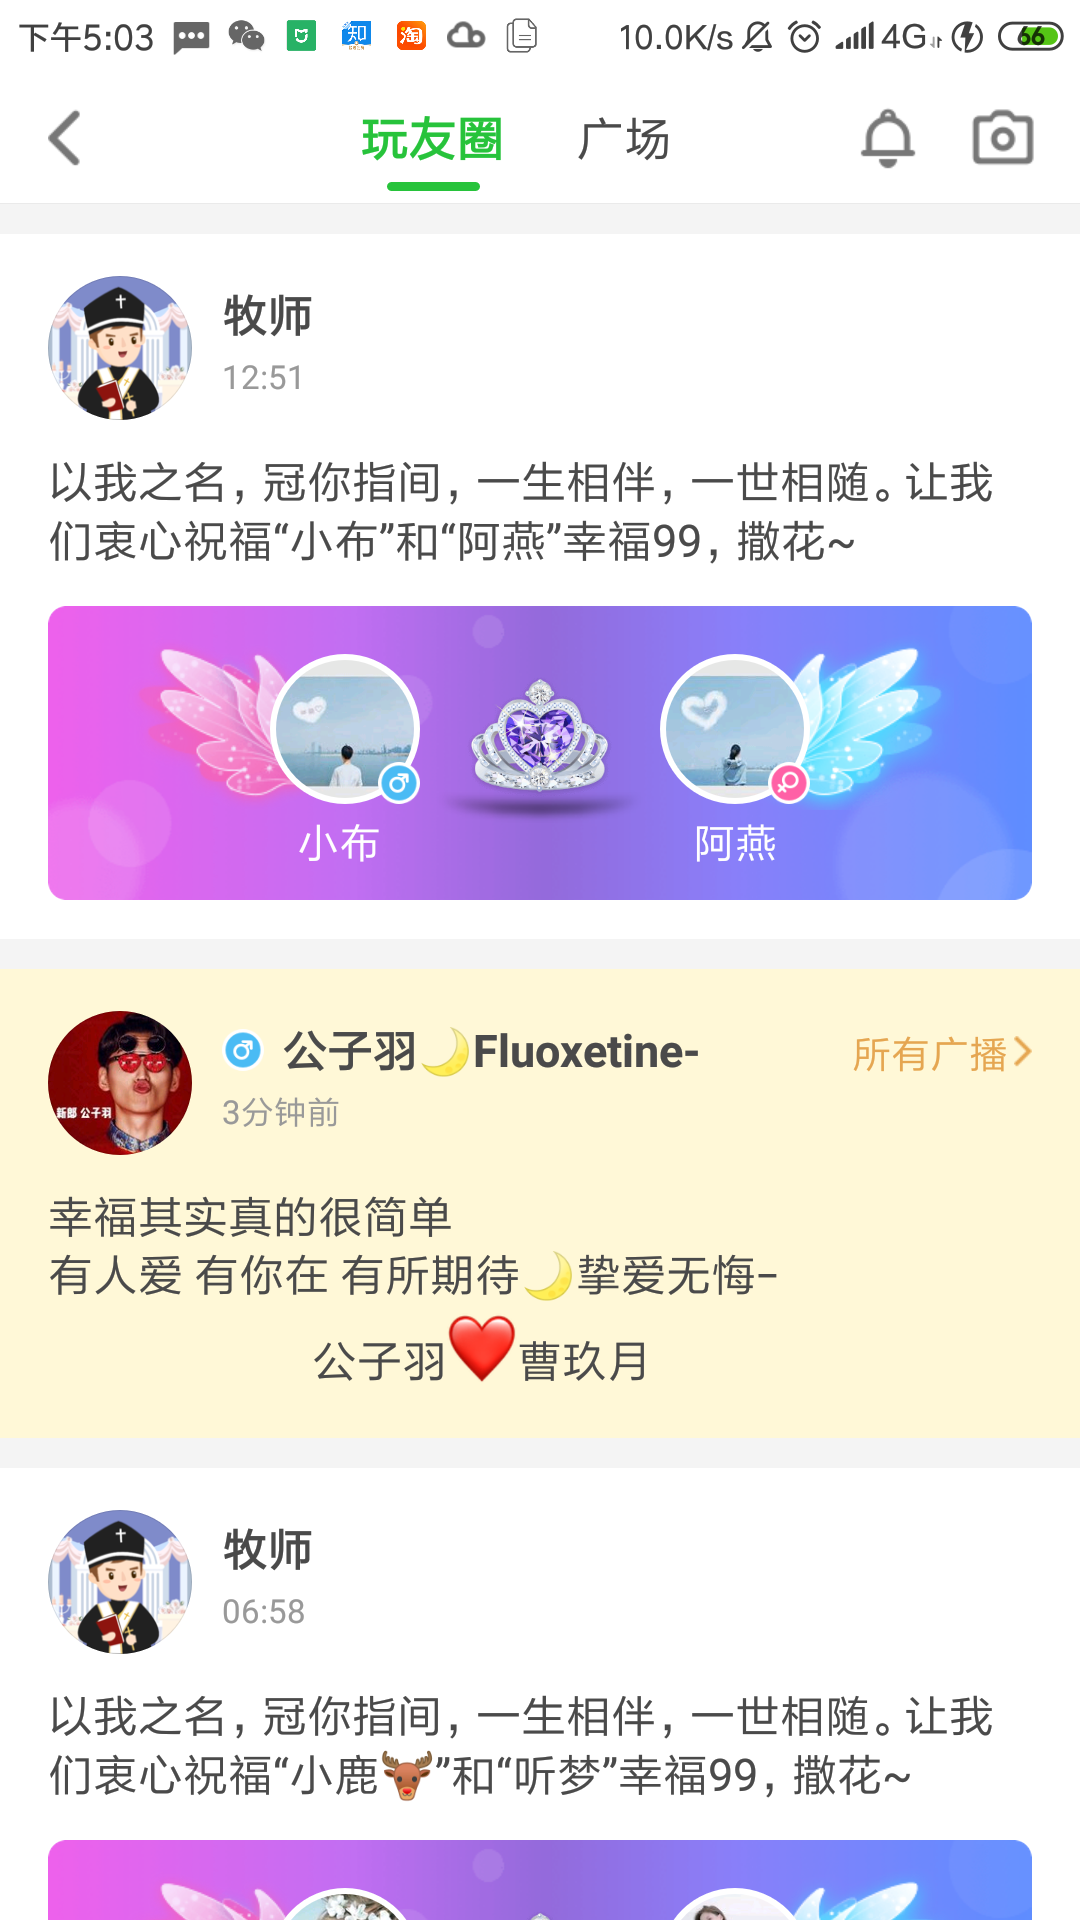 下午5:03 10.0K/s 4G 66
玩友圈 广场
牧师
12:51
以我之名，冠你指间，一生相伴，一世相随。让我
们衷心祝福“小布”和“阿燕”幸福99，撒花~
小布 阿燕
公子羽🌙Fluoxetine- 所有广播
3分钟前
新郎 公子羽
幸福其实真的很简单
有人爱 有你在 有所期待🌙挚爱无悔-
公子羽❤️曹玖月
牧师
06:58
以我之名，冠你指间，一生相伴，一世相随。让我
们衷心祝福“小鹿🦌”和“听梦”幸福99，撒花~